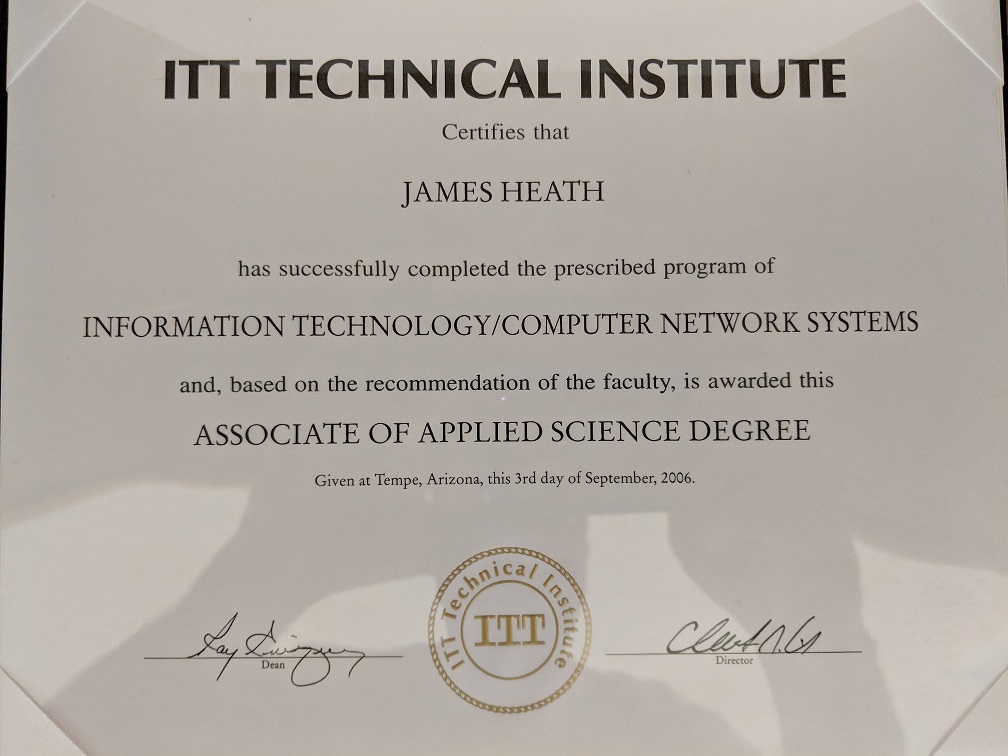 ITT TECHNICAL INSTITUTE
Certifies that
JAMES HEATH
has successfully completed the prescribed program of
INFORMATION TECHNOLOGY/COMPUTER NETWORK SYSTEMS
and, based on the recommendation of the faculty, is awarded this
ASSOCIATE OF APPLIED SCIENCE DEGREE
Given at Tempe, Arizona, this 3rd day of September, 2006.
ITT Technical Institute
ITT
Dean
Director